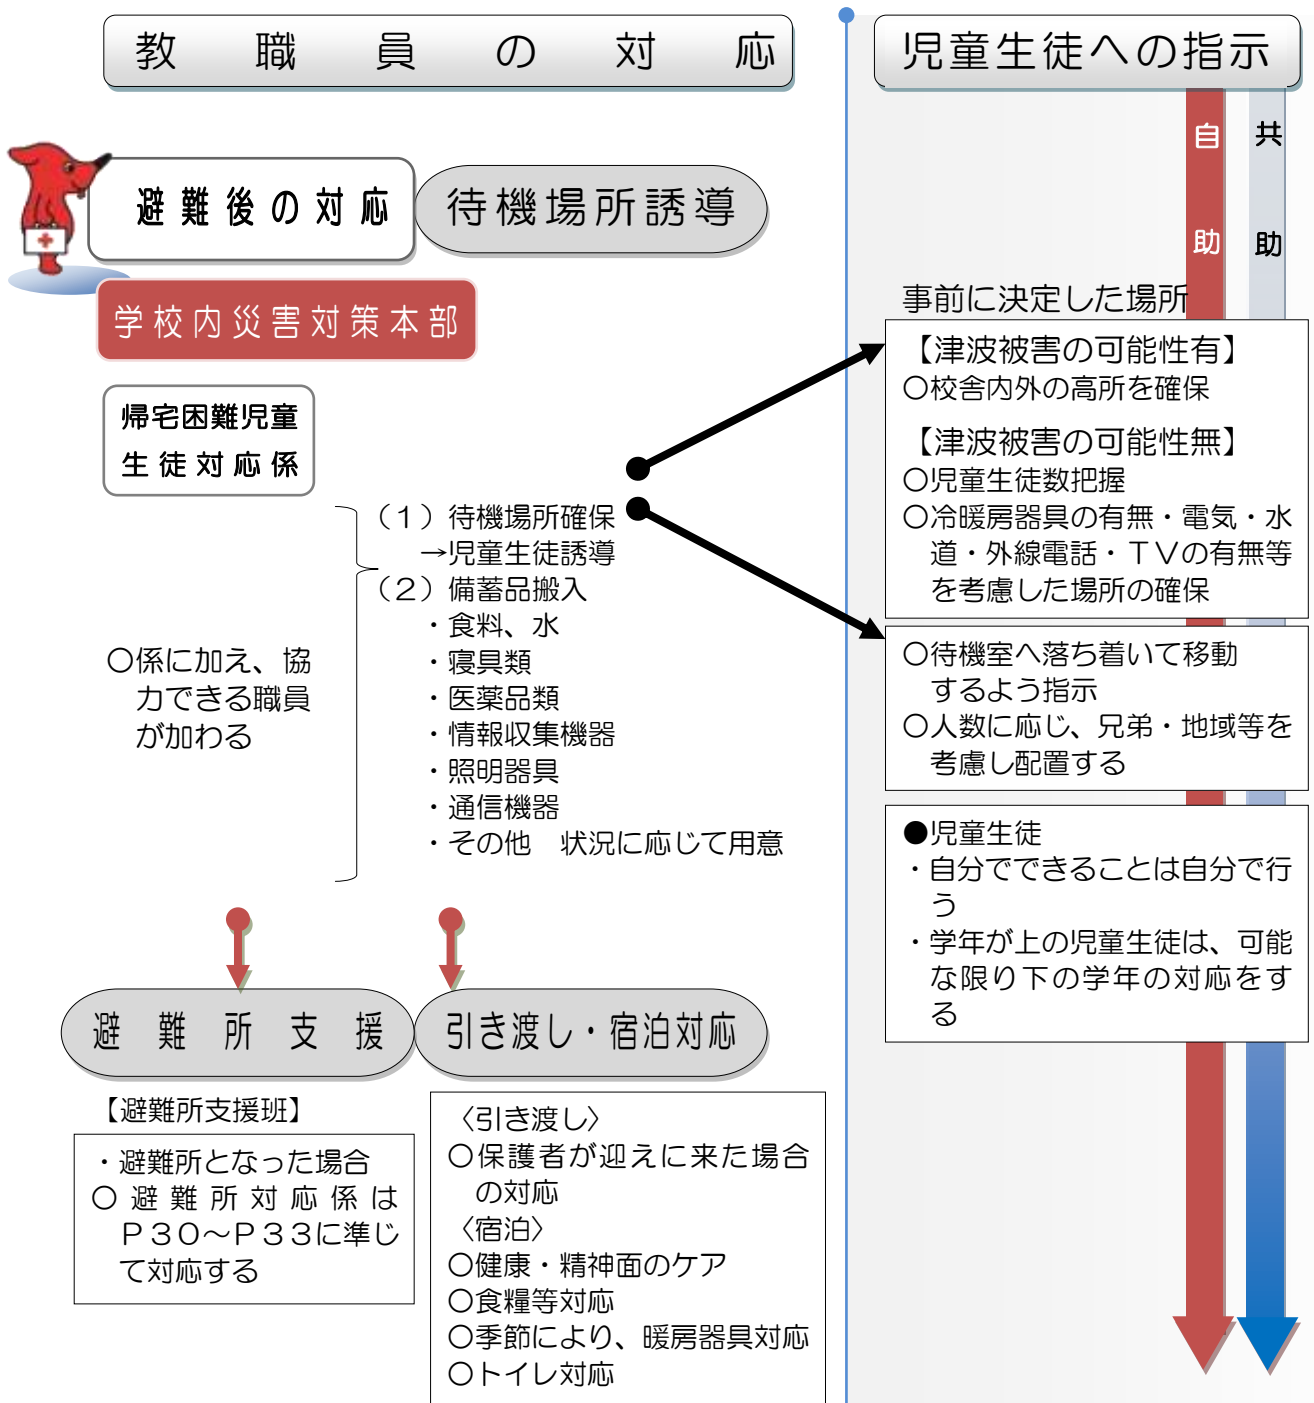 教職員の対応
避難後の対応
待機場所誘導
学校内災害対策本部
帰宅困難児童
生徒対応係
(1)待機場所確保
→児童生徒誘導
(2)備蓄品搬入
・食料、水
・寝具類
・医薬品類
・情報収集機器
・照明器具
・通信機器
・その他　状況に応じて用意
○係に加え、協
力できる職員
が加わる
避難所支援
【避難所支援班】
・避難所となった場合
○避難所対応係は
P30~P33に準じ
て対応する
引き渡し・宿泊対応
〈引き渡し〉
○保護者が迎えに来た場合
の対応
〈宿泊〉
○健康・精神面のケア
○食糧等対応
○季節により、暖房器具対応
○トイレ対応
児童生徒への指示
自助
共助
事前に決定した場所
【津波被害の可能性有】
○校舎内外の高所を確保
【津波被害の可能性無】
○児童生徒数把握
○冷暖房器具の有無・電気・水
道・外線電話・TVの有無等
を考慮した場所の確保
○待機室へ落ち着いて移動
するよう指示
○人数に応じ、兄弟・地域等を
考慮し配置する
●児童生徒
・自分でできることは自分で行
う
・学年が上の児童生徒は、可能
な限り下の学年の対応をす
る